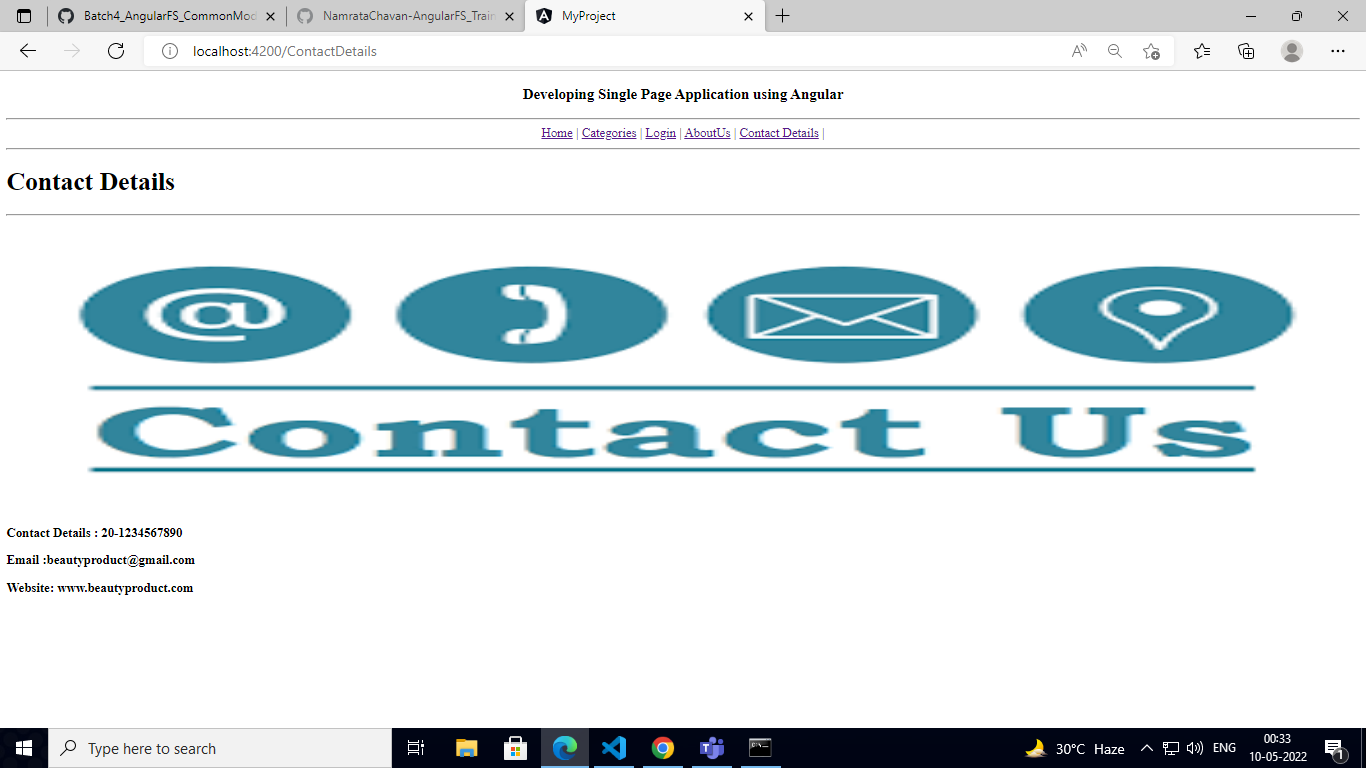 Batch4_AngularFS_CommonMod
NamrataChavan-AngularFS_Train
MyProject
localhost:4200/ContactDetails
Developing Single Page Application using Angular
Home | Categories | Login | AboutUs | Contact Details |
Contact Details
@
Contact Us
Contact Details : 20-1234567890
Email :beautyproduct@gmail.com
Website: www.beautyproduct.com
Type here to search
30°C Haze
ENG
00:33
10-05-2022
1